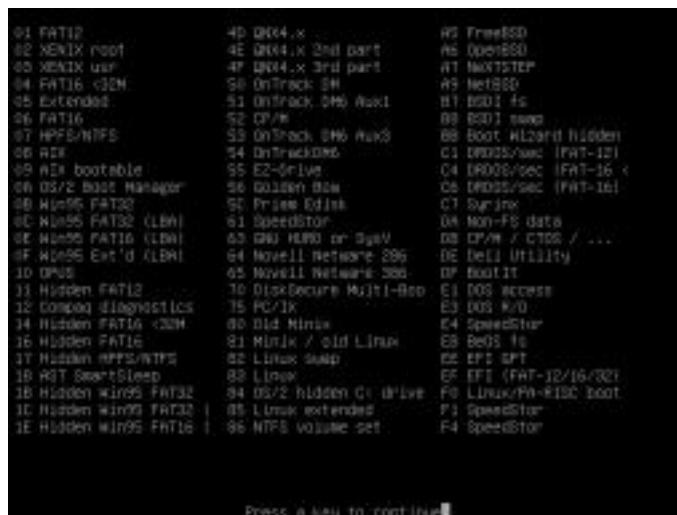 01 FAT12 4D QNX4.x A5 FreeBSD
02 XENIX root 4E QNX4.x 2nd part A6 OpenBSD
03 XENIX usr 4F QNX4.x 3rd part A7 NeXTSTEP
04 FAT16 <32M 50 OnTrack DM A9 NetBSD
05 Extended 51 OnTrack DM6 Aux1 B7 BSDI fs
06 FAT16 52 CP/M B8 BSDI swap
07 HPFS/NTFS 53 OnTrack DM6 Aux3 BB Boot Wizard hidden
08 AIX 54 OnTrackDM6 C1 DRDOS/sec (FAT-12)
09 AIX bootable 55 EZ-Drive C4 DRDOS/sec (FAT-16 <
0A OS/2 Boot Manager 56 Golden Bow C6 DRDOS/sec (FAT-16)
0B Win95 FAT32 5C Priam Edisk C7 Syrinx
0C Win95 FAT32 (LBA) 61 SpeedStor DA Non-FS data
0E Win95 FAT16 (LBA) 63 GNU HURD or SysV DB CP/M / CTOS / ...
0F Win95 Ext'd (LBA) 64 Novell Netware 286 DE Dell Utility
10 OPUS 65 Novell Netware 386 DF BootIt
11 Hidden FAT12 70 DiskSecure Multi-Boo E1 DOS access
12 Compaq diagnostics 75 PC/IX E3 DOS R/O
14 Hidden FAT16 <32M 80 Old Minix E4 SpeedStor
16 Hidden FAT16 81 Minix / old Linux EB BeOS fs
17 Hidden HPFS/NTFS 82 Linux swap EE EFI GPT
18 AST SmartSleep 83 Linux EF EFI (FAT-12/16/32)
1B Hidden Win95 FAT32 84 OS/2 hidden C: drive F0 Linux/PA-RISC boot
1C Hidden Win95 FAT32 ( 85 Linux extended F1 SpeedStor
1E Hidden Win95 FAT16 ( 86 NTFS volume set F4 SpeedStor
Press a key to continue